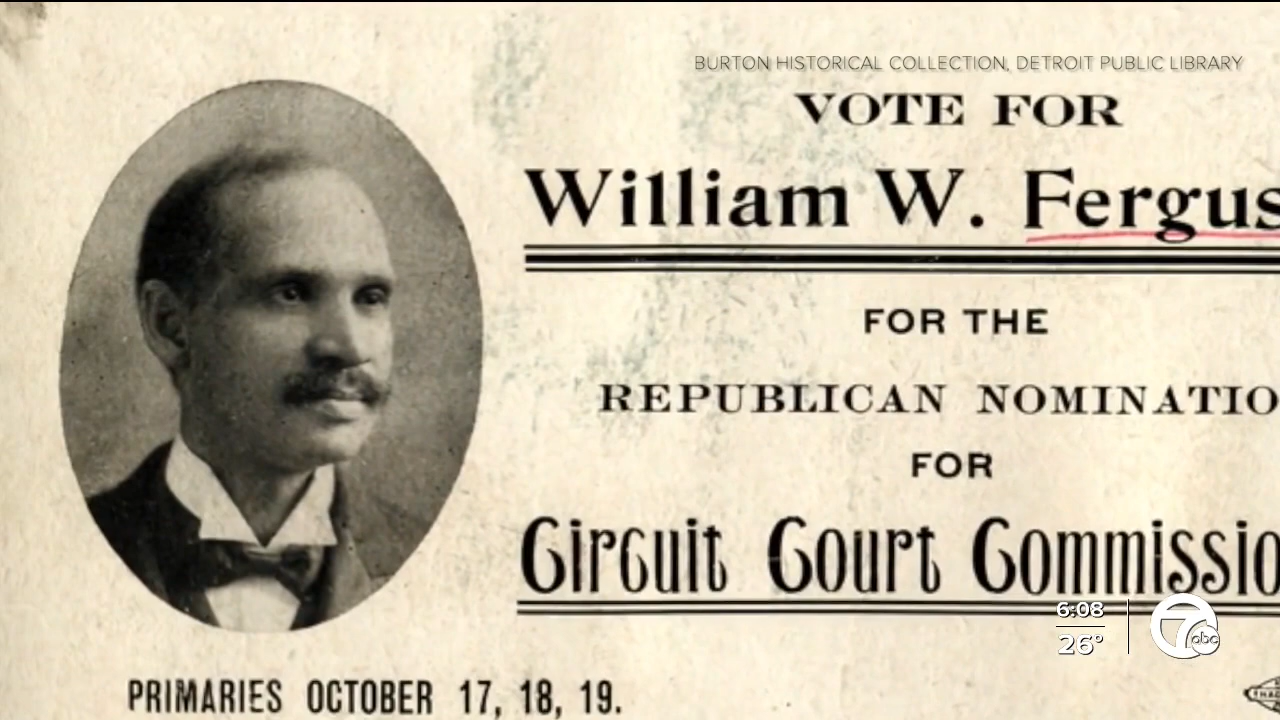 BURTON HISTORICAL COLLECTION, DETROIT PUBLIC LIBRARY
VOTE FOR
William W. Fergus
FOR THE
REPUBLICAN NOMINATIO
FOR
Circuit Court Commissio
6:08
26°
7 abc
PRIMARIES OCTOBER 17, 18, 19.